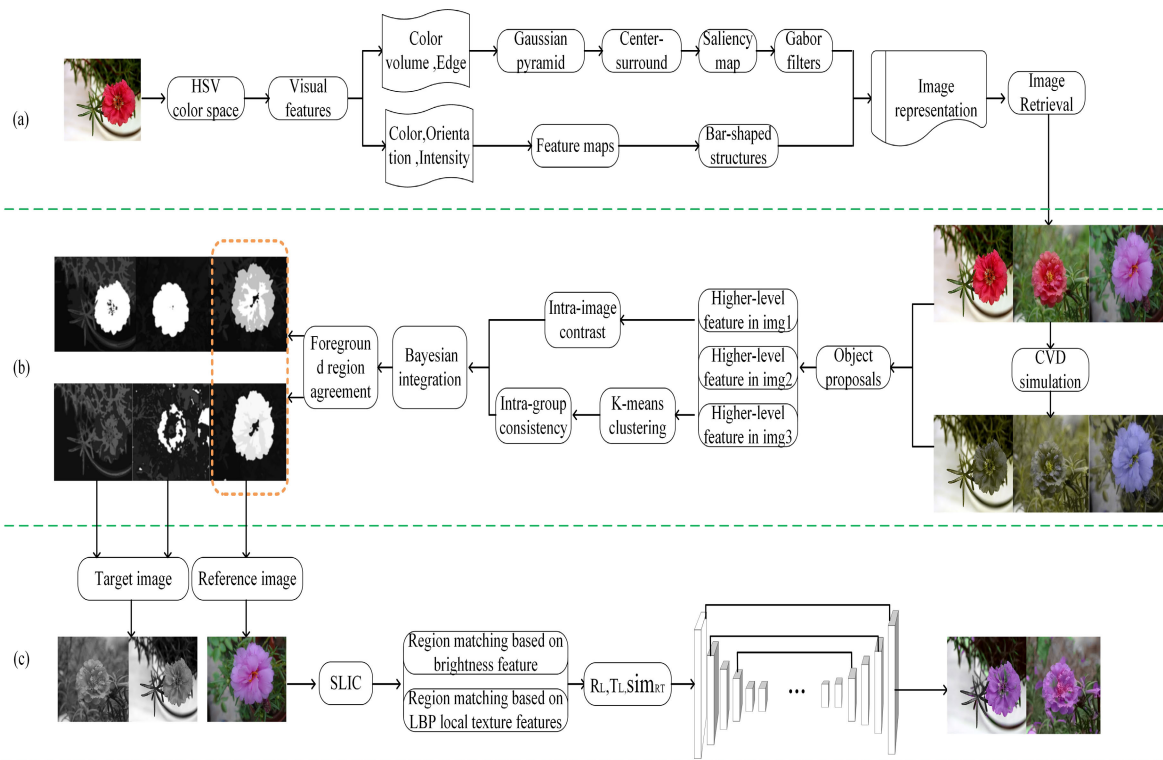 (a)
HSV
color space
Visual
features
Color
volume ,Edge
Gaussian
pyramid
Center-
surround
Saliency
map
Gabor
filters
Color,Orienta
tion ,Intensity
Feature maps
Bar-shaped
structures
Image
representation
Image
Retrieval
(b)
Foregroun
d region
agreement
Bayesian
integration
Intra-image
contrast
Intra-group
consistency
K-means
clustering
Higher-level
feature in img1
Higher-level
feature in img2
Higher-level
feature in img3
Object
proposals
CVD
simulation
(c)
Target image
Reference image
SLIC
Region matching based on
brightness feature
Region matching based on
LBP local texture features
RL,TL,simRT